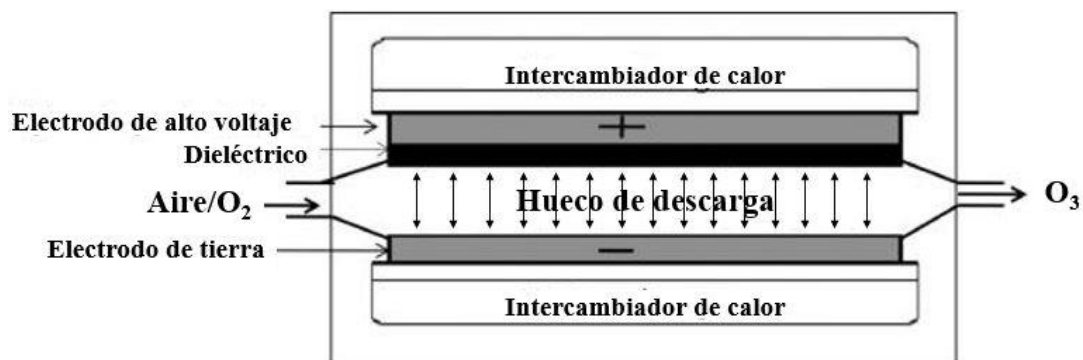 Intercambiador de calor
Electrodo de alto voltaje
+
Dieléctrico
Aire/O₂
Hueco de descarga
O₃
Electrodo de tierra
−
Intercambiador de calor